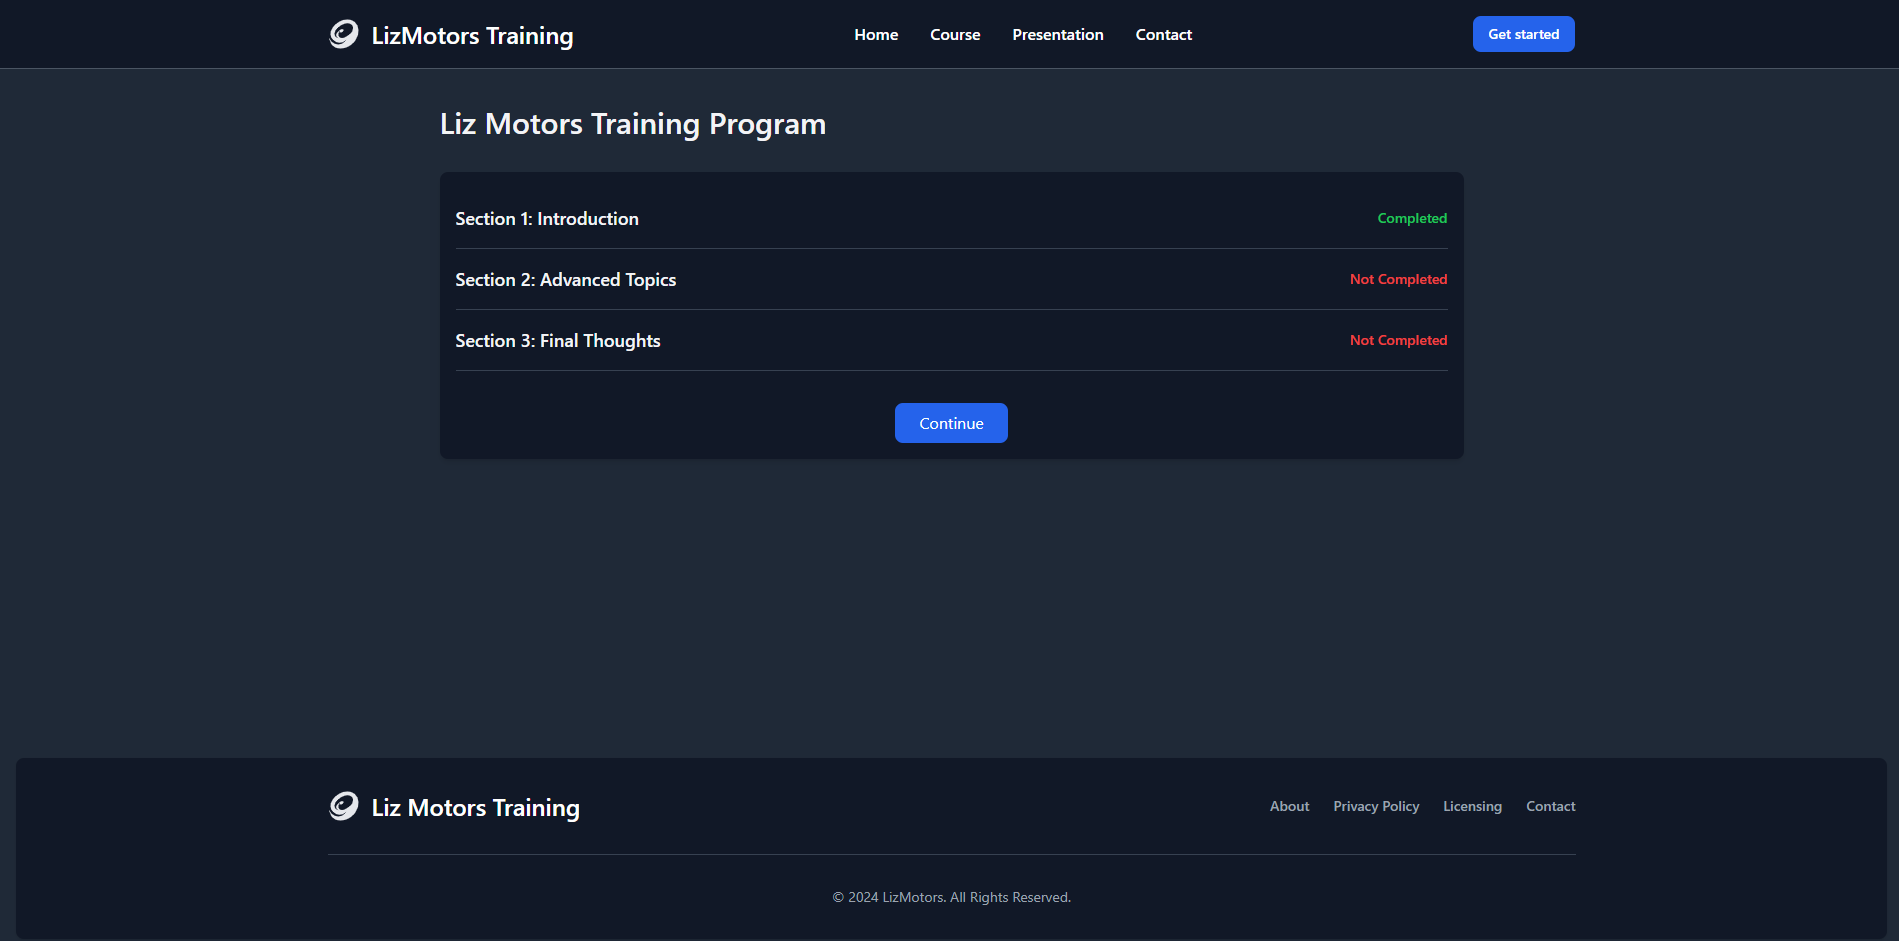 LizMotors Training
Home
Course
Presentation
Contact
Get started
Liz Motors Training Program
Section 1: Introduction
Completed
Section 2: Advanced Topics
Not Completed
Section 3: Final Thoughts
Not Completed
Continue
Liz Motors Training
About
Privacy Policy
Licensing
Contact
© 2024 LizMotors. All Rights Reserved.